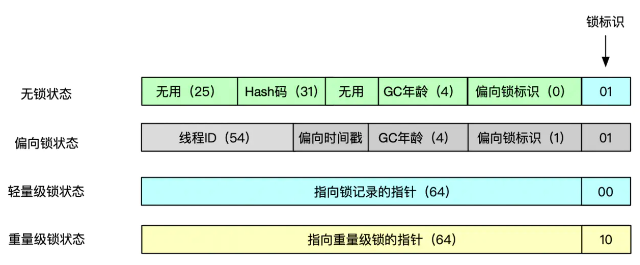 锁标识
无锁状态 无用（25） Hash码（31） 无用 GC年龄（4） 偏向锁标识（0） 01
偏向锁状态 线程ID（54） 偏向时间戳 GC年龄（4） 偏向锁标识（1） 01
轻量级锁状态 指向锁记录的指针（64） 00
重量级锁状态 指向重量级锁的指针（64） 10